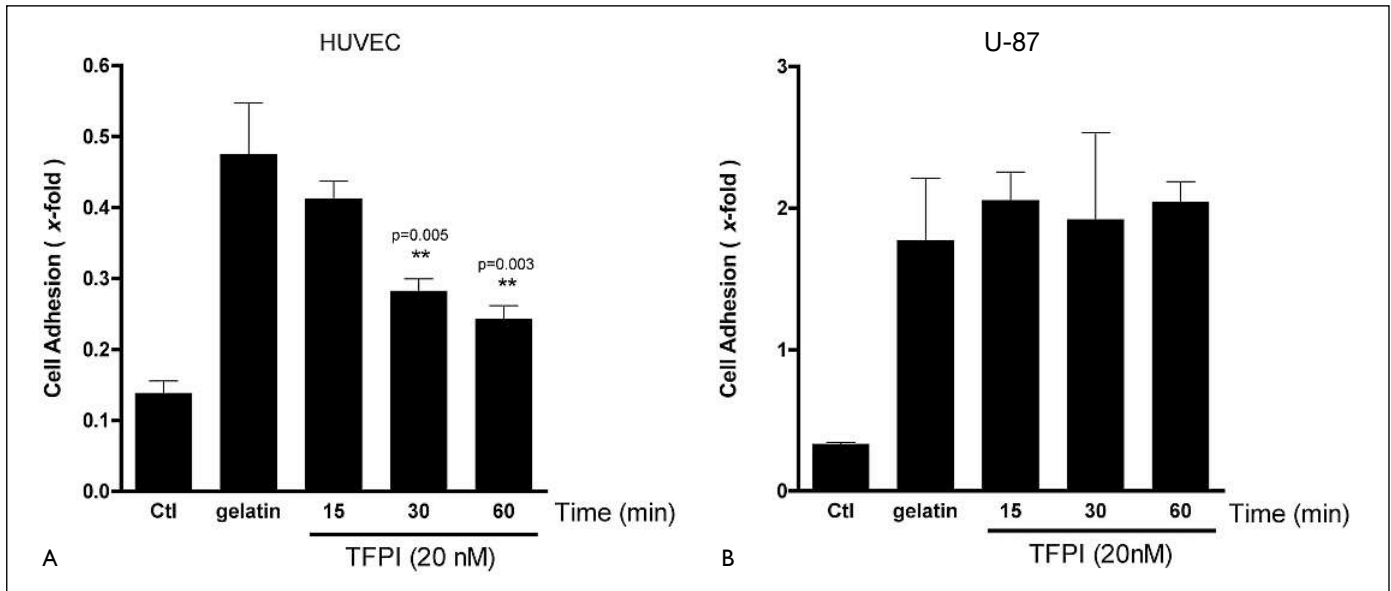 HUVEC
Cell Adhesion ( x-fold )
0.6
0.5
0.4
0.3
0.2
0.1
0.0
p=0.005
**
p=0.003
**
Ctl gelatin 15 30 60 Time (min)
TFPI (20 nM)
A
U-87
Cell Adhesion ( x-fold )
3
2
1
0
Ctl gelatin 15 30 60 Time (min)
TFPI (20nM)
B